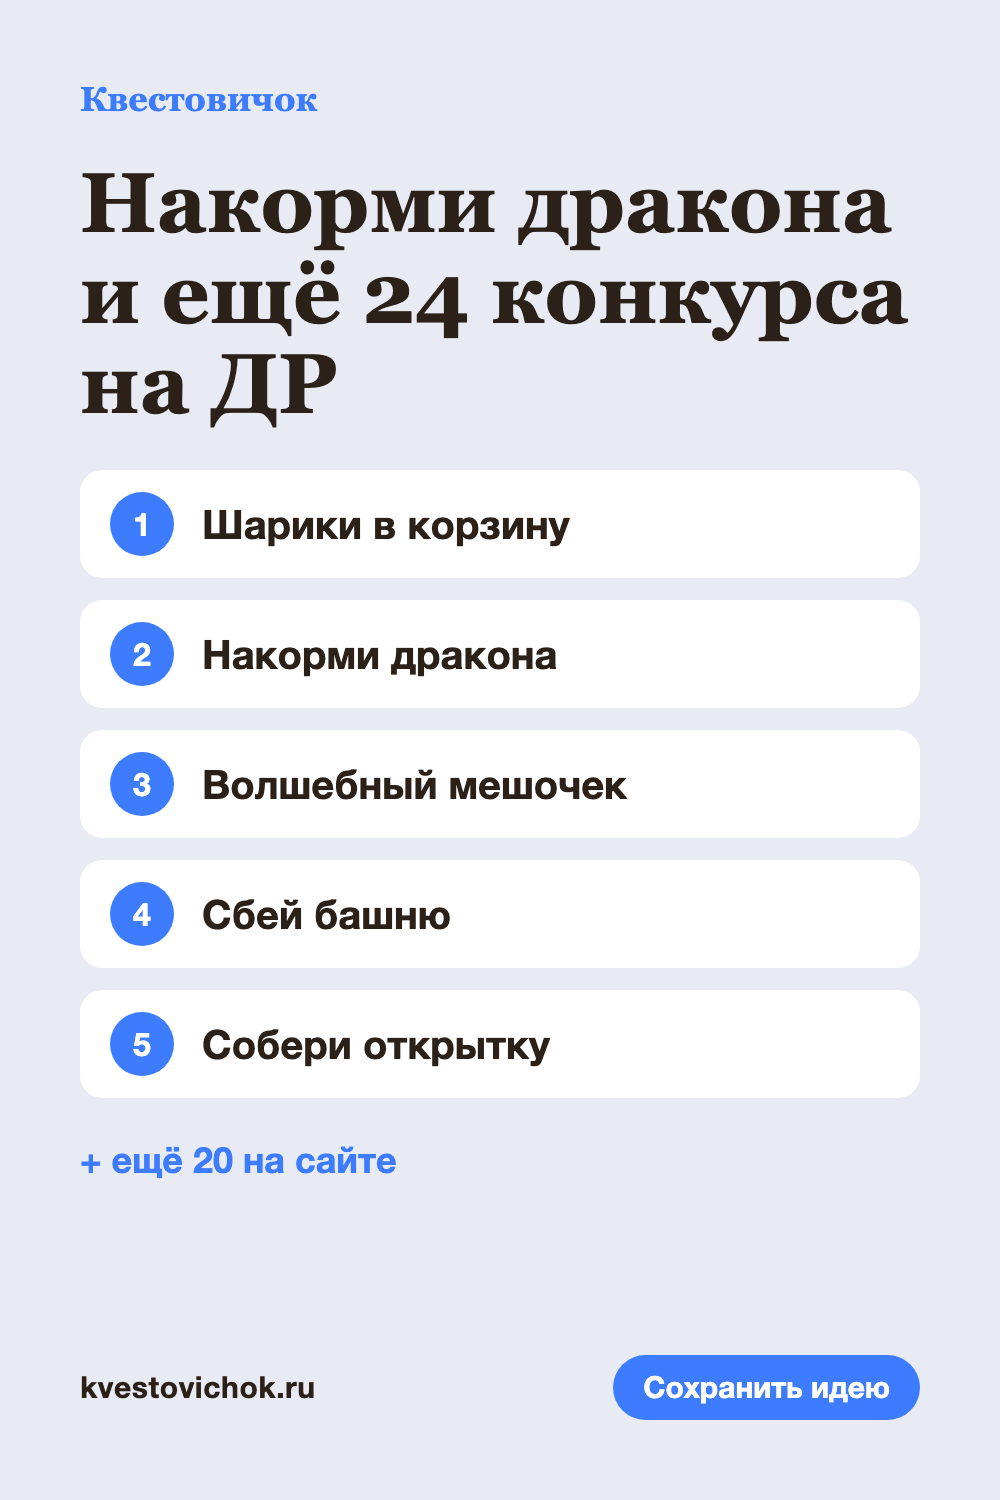 Квестовичок
Накорми дракона
и ещё 24 конкурса
на ДР
1 Шарики в корзину
2 Накорми дракона
3 Волшебный мешочек
4 Сбей башню
5 Собери открытку
+ ещё 20 на сайте
kvestovichok.ru
Сохранить идею